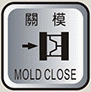 關 模
MOLD CLOSE